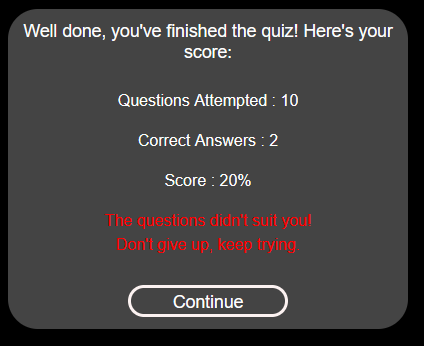 Well done, you've finished the quiz! Here's your
score:
Questions Attempted : 10
Correct Answers : 2
Score : 20%
The questions didn't suit you!
Don't give up, keep trying
Continue